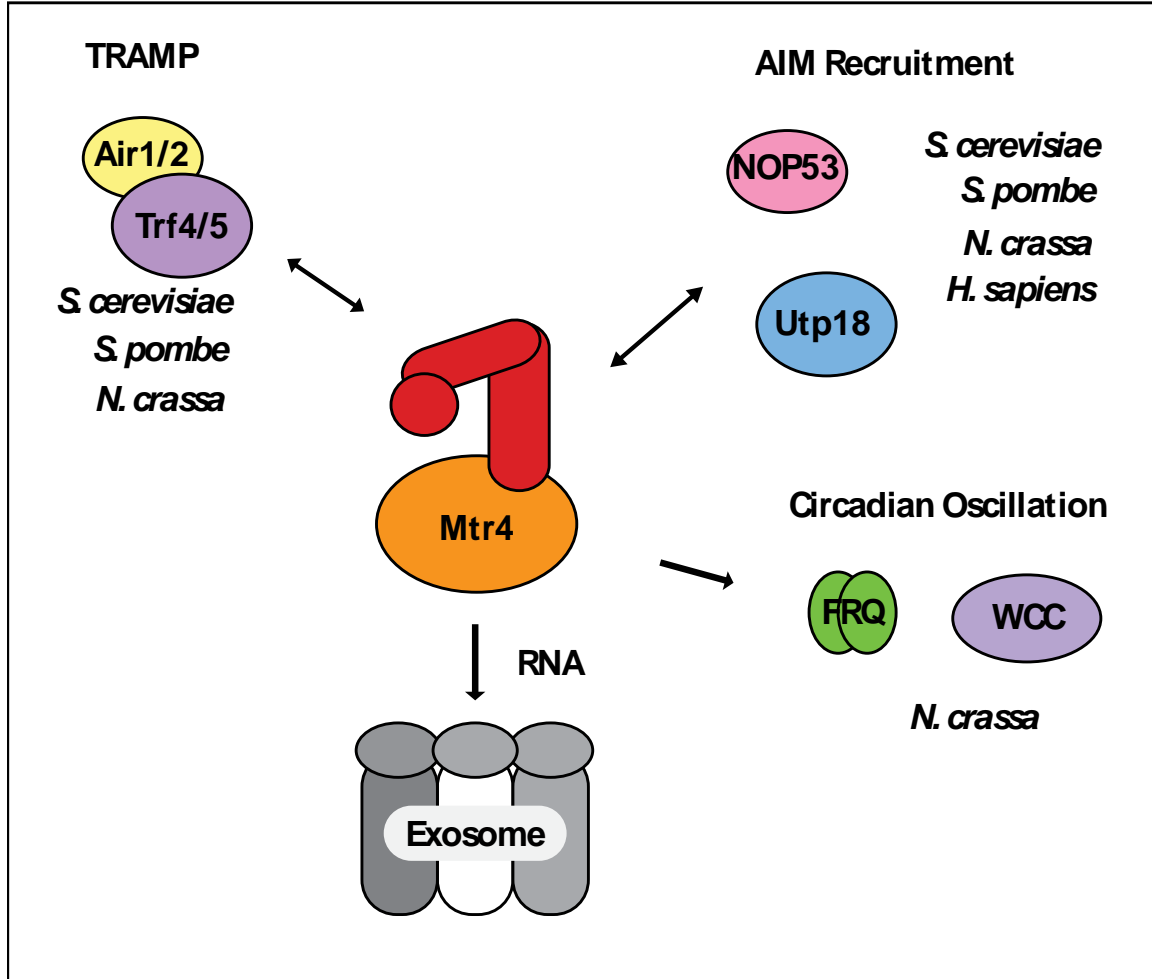 TRAMP
Air1/2
Trf4/5
S. cerevisiae
S. pombe
N. crassa
AIM Recruitment
NOP53
S. cerevisiae
S. pombe
N. crassa
H. sapiens
Utp18
Mtr4
RNA
Exosome
Circadian Oscillation
FRQ
WCC
N. crassa